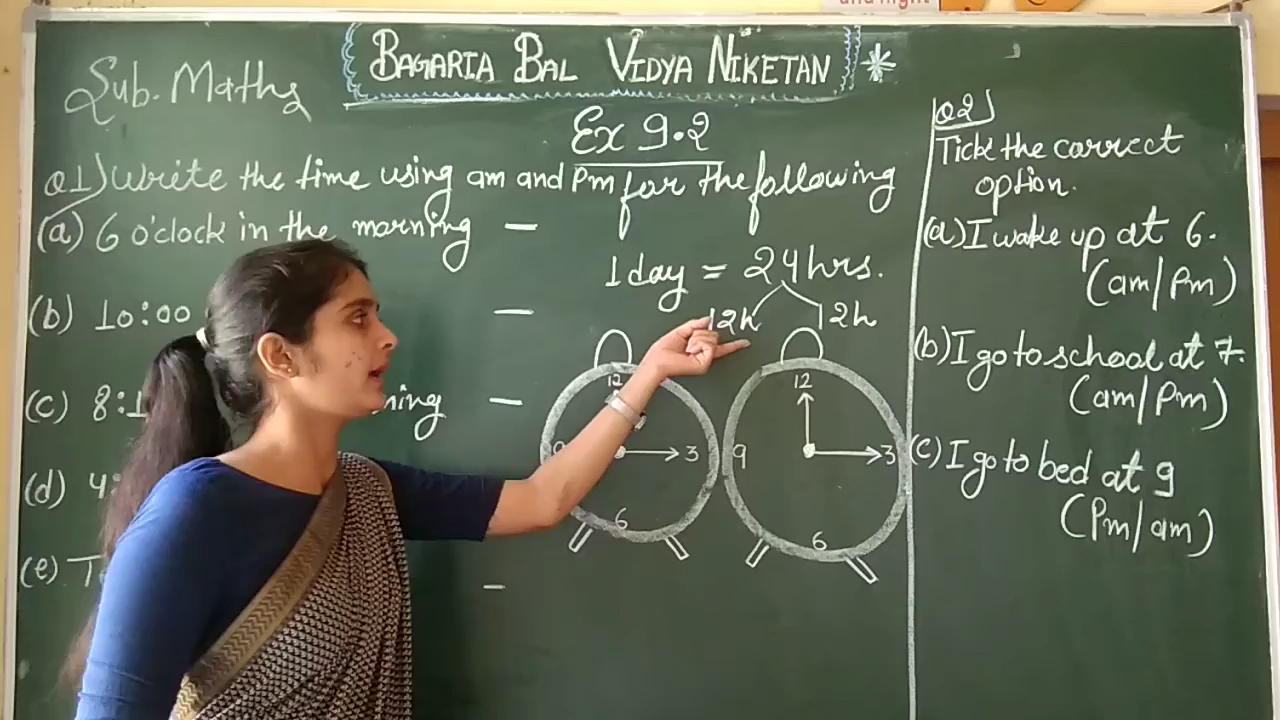 and night
BAGARIA BAL VIDYA NIKETAN
Sub. Maths
Ex 9.2
Q1) Write the time using am and Pm for the following
(a) 6 o'clock in the morning –
(b) 10:00 –
(c) 8:1 –
(d) 4: –
(e) T –
1 day = 24 hrs.
12h 12h
12
3
6
9
12
3
6
9
Q2)
Tick the correct
option.
(a) I wake up at 6.
(am/Pm)
(b) I go to school at 7.
(am/Pm)
(c) I go to bed at 9
(Pm/am)